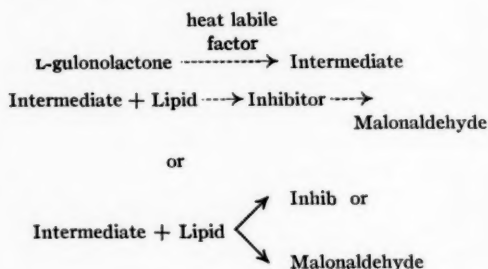 heat labile
factor
L-gulonolactone ⇢ Intermediate
Intermediate + Lipid ⇢ Inhibitor ⇢
Malonaldehyde
or
Inhib or
Intermediate + Lipid
Malonaldehyde